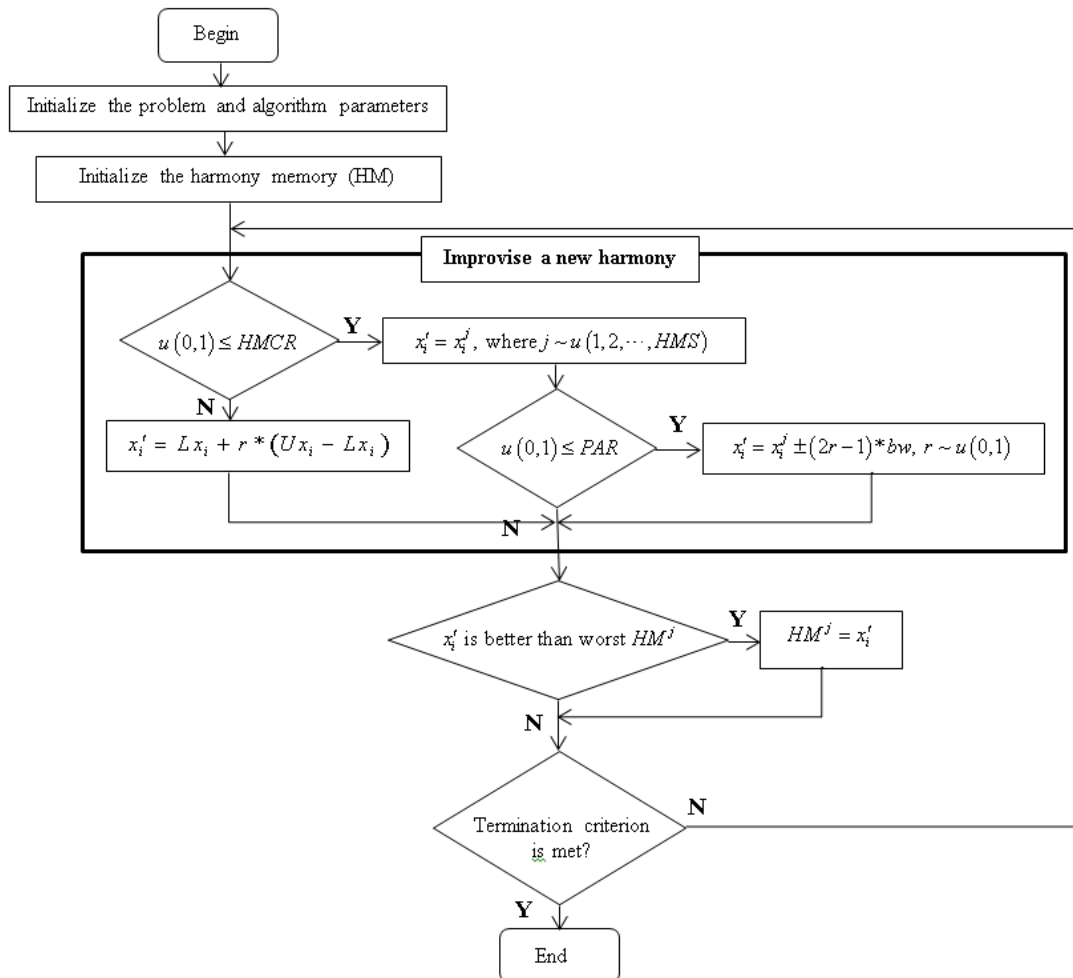 Begin
Initialize the problem and algorithm parameters
Initialize the harmony memory (HM)
Improvise a new harmony
u(0,1) ≤ HMCR
Y
x′ᵢ = xᵢʲ, where j ~ u(1,2,⋯,HMS)
N
x′ᵢ = Lxᵢ + r*(Uxᵢ − Lxᵢ)
u(0,1) ≤ PAR
Y
x′ᵢ = xᵢʲ ±(2r−1)*bw, r ~ u(0,1)
N
x′ᵢ is better than worst HMʲ
Y
HMʲ = x′ᵢ
N
Termination criterion
is met?
N
Y
End